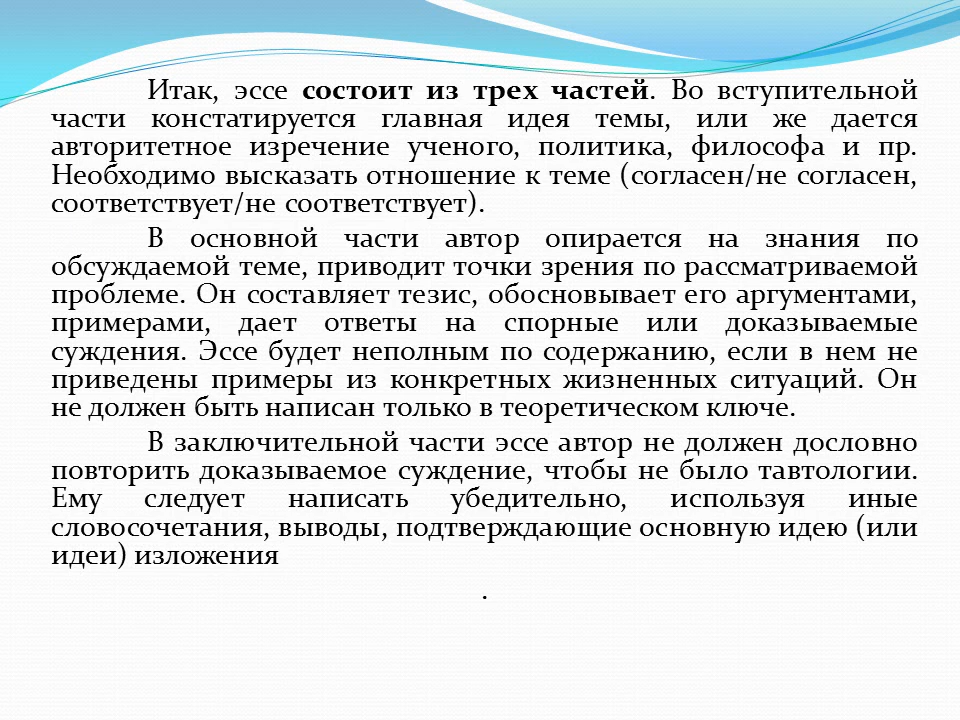 Итак, эссе состоит из трех частей. Во вступительной
части констатируется главная идея темы, или же дается
авторитетное изречение ученого, политика, философа и пр.
Необходимо высказать отношение к теме (согласен/не согласен,
соответствует/не соответствует).
В основной части автор опирается на знания по
обсуждаемой теме, приводит точки зрения по рассматриваемой
проблеме. Он составляет тезис, обосновывает его аргументами,
примерами, дает ответы на спорные или доказываемые
суждения. Эссе будет неполным по содержанию, если в нем не
приведены примеры из конкретных жизненных ситуаций. Он
не должен быть написан только в теоретическом ключе.
В заключительной части эссе автор не должен дословно
повторить доказываемое суждение, чтобы не было тавтологии.
Ему следует написать убедительно, используя иные
словосочетания, выводы, подтверждающие основную идею (или
идеи) изложения
.